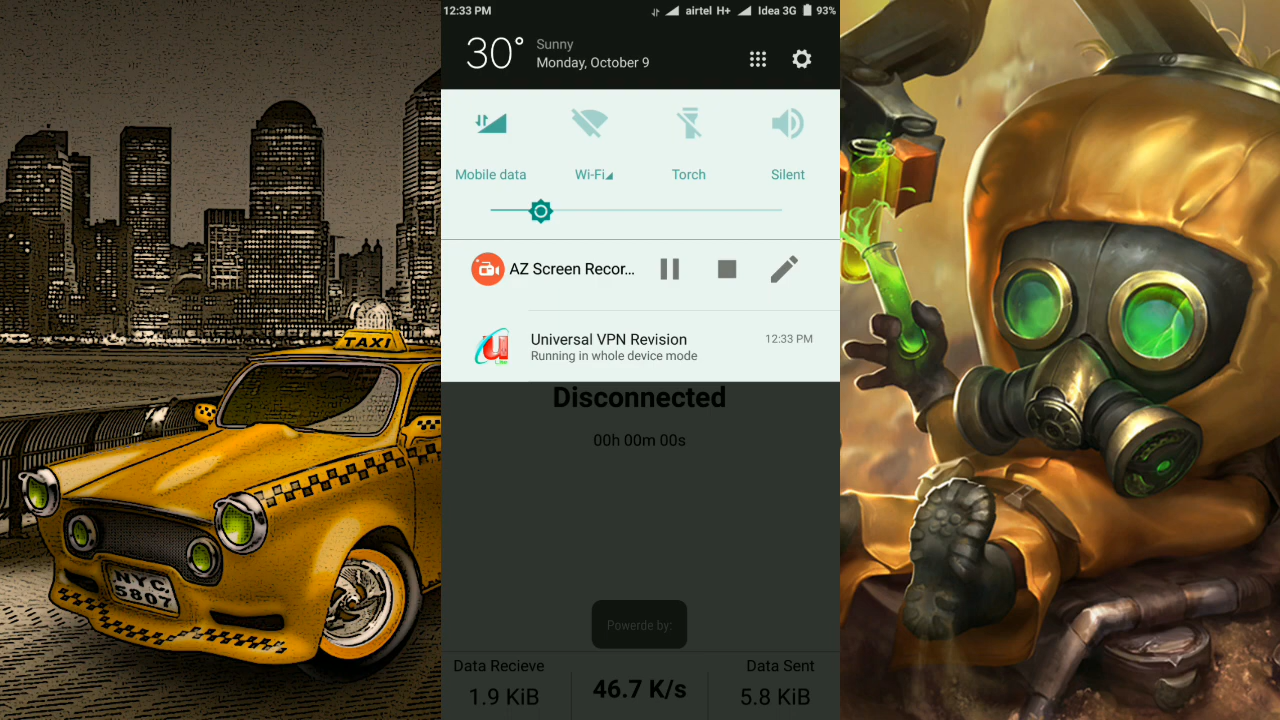 12:33 PM airtel H+ Idea 3G 93%
30° Sunny
Monday, October 9
Mobile data Wi-Fi Torch Silent
AZ Screen Recor...
Universal VPN Revision 12:33 PM
Running in whole device mode
Disconnected
00h 00m 00s
TAXI
NYC.
5807
Powerde by:
Data Recieve Data Sent
1.9 KiB 46.7 K/s 5.8 KiB